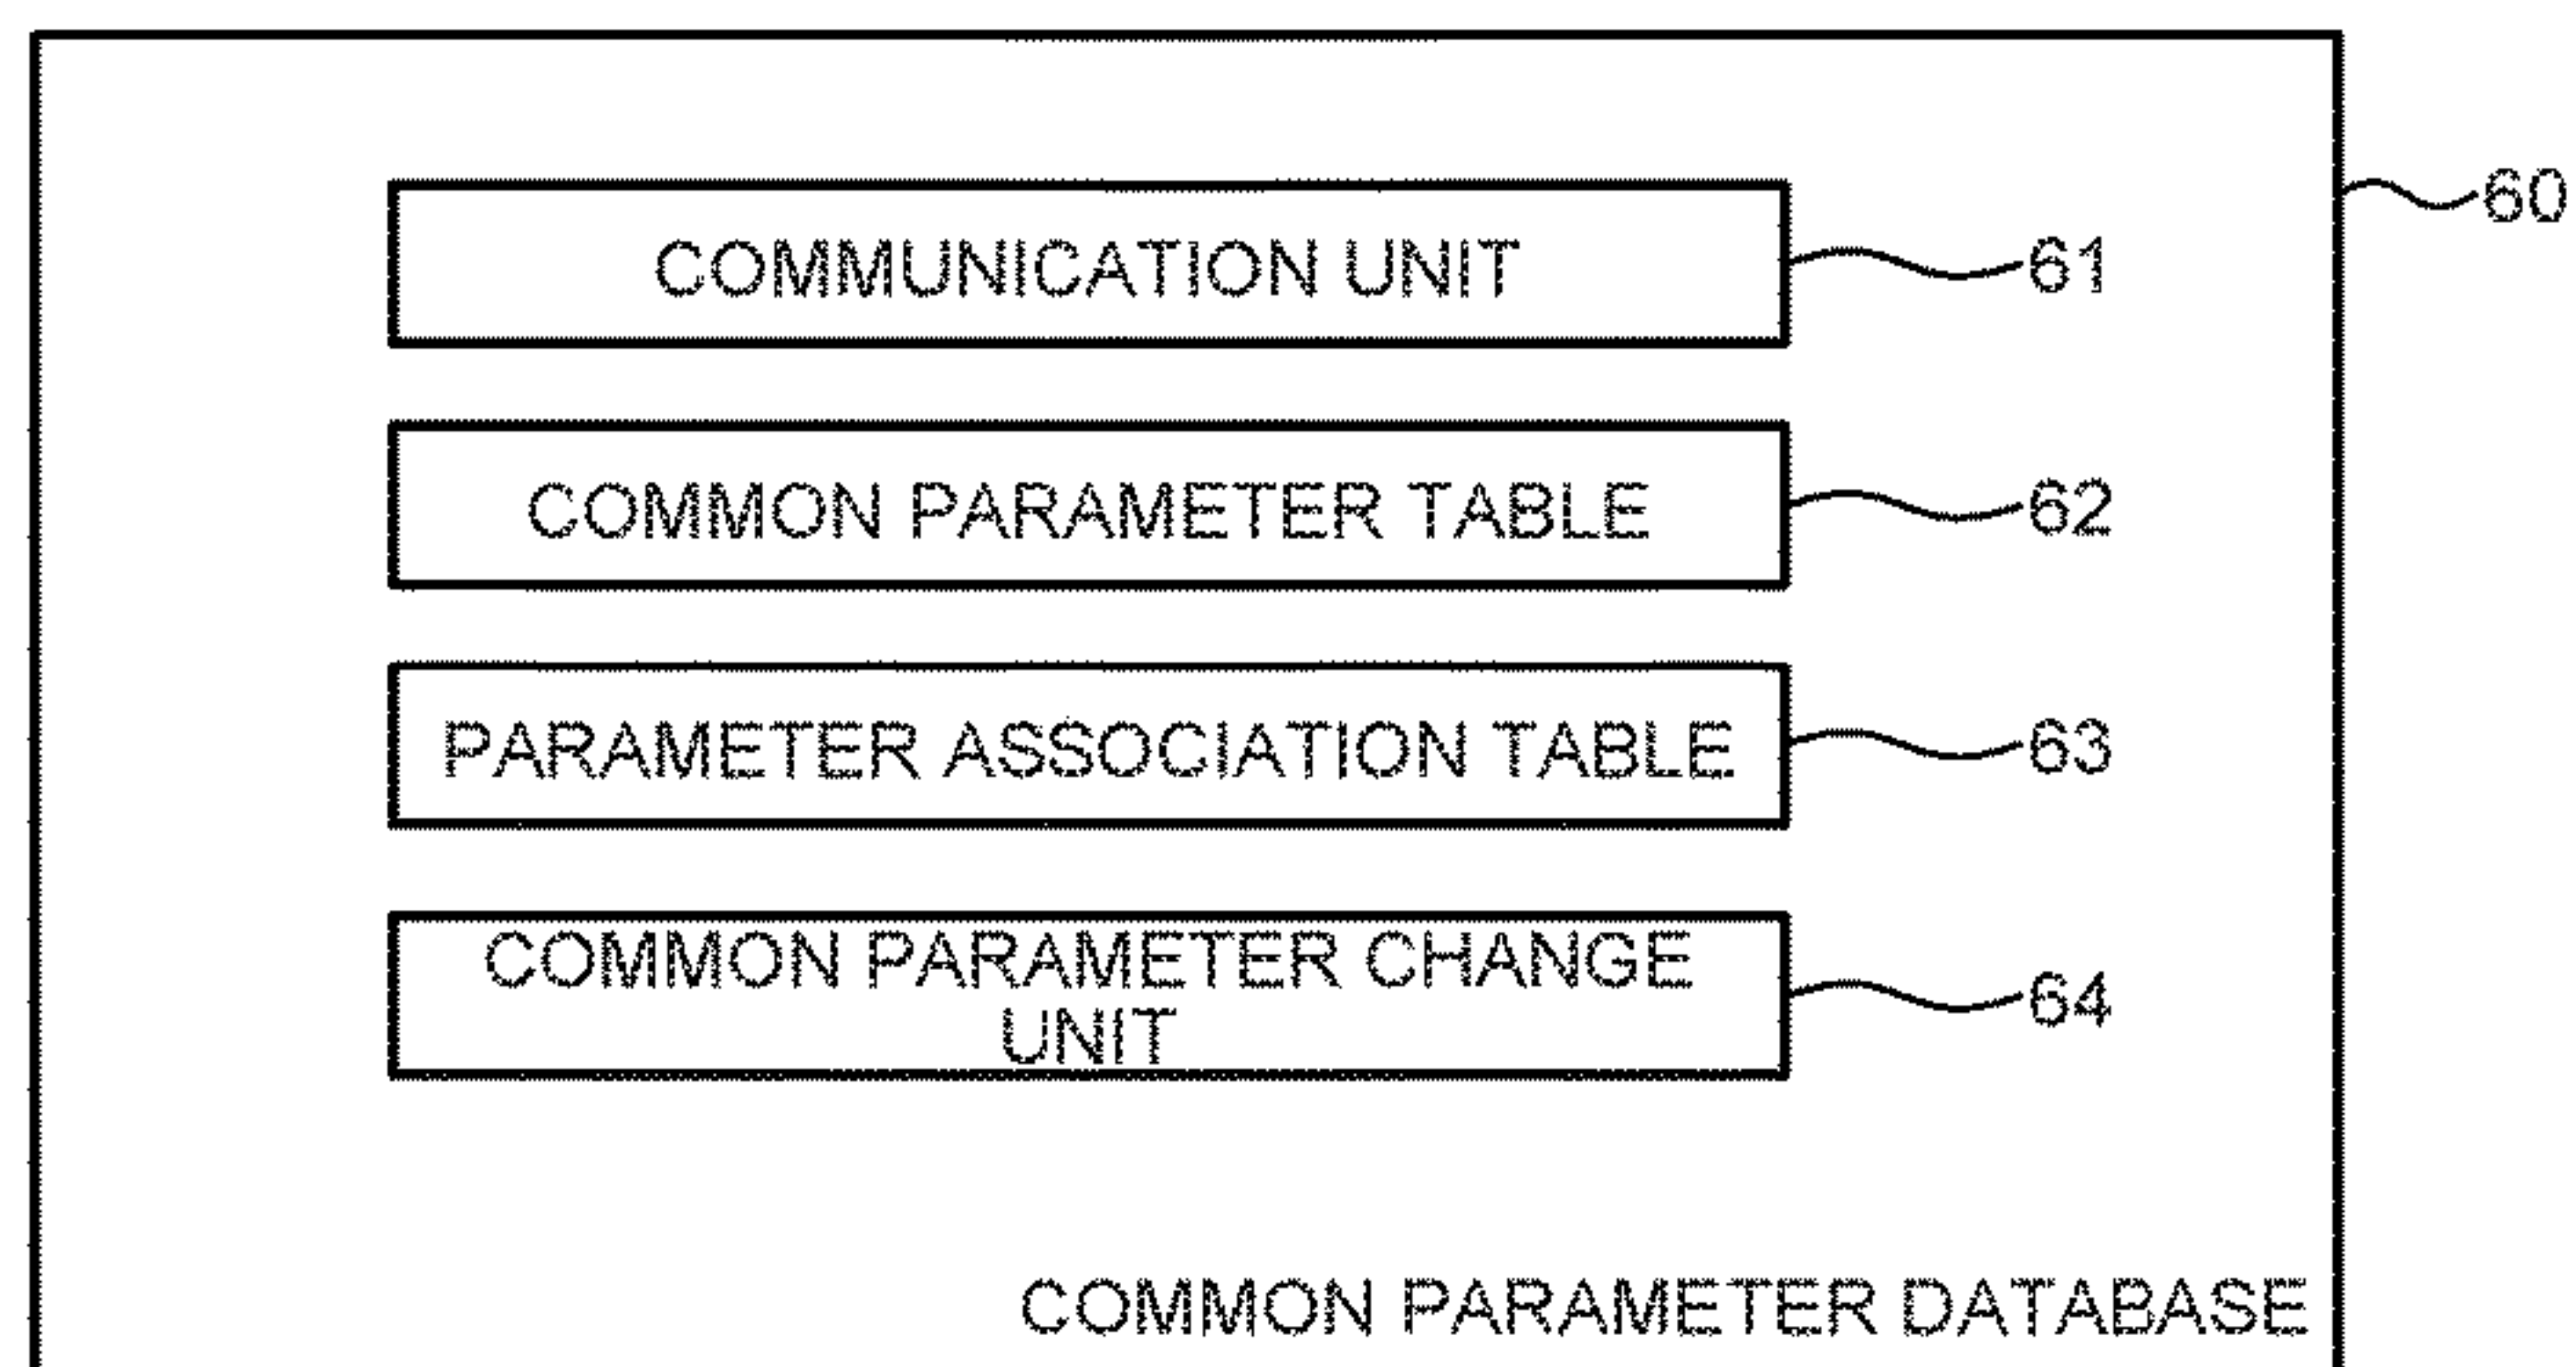 60
COMMUNICATION UNIT 61
COMMON PARAMETER TABLE 62
PARAMETER ASSOCIATION TABLE 63
COMMON PARAMETER CHANGE
UNIT
64
COMMON PARAMETER DATABASE